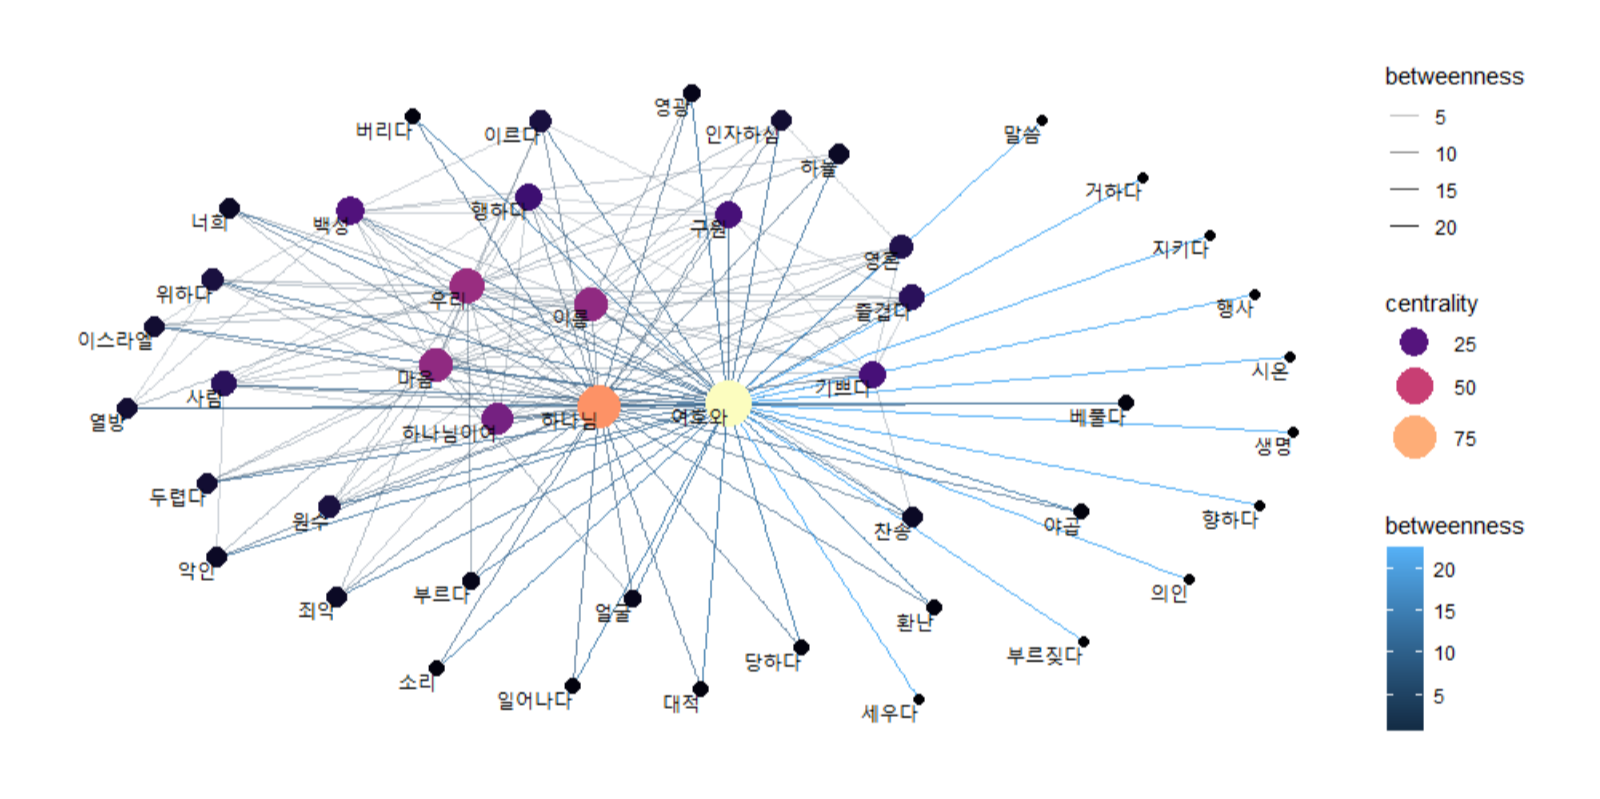 영광
버리다
이르다
인자하심
말씀
하늘
거하다
너희
백성
행하다
구원
지키다
영혼
위하다
우리
이름
즐겁다
행사
이스라엘
마음
기쁘다
시온
사람
열방
하나님이여
하나님
여호와
베풀다
생명
두렵다
원수
찬송
야곱
향하다
악인
죄악
부르다
얼굴
환난
의인
부르짖다
당하다
소리
일어나다
대적
세우다
betweenness
5
10
15
20
centrality
25
50
75
betweenness
20
15
10
5